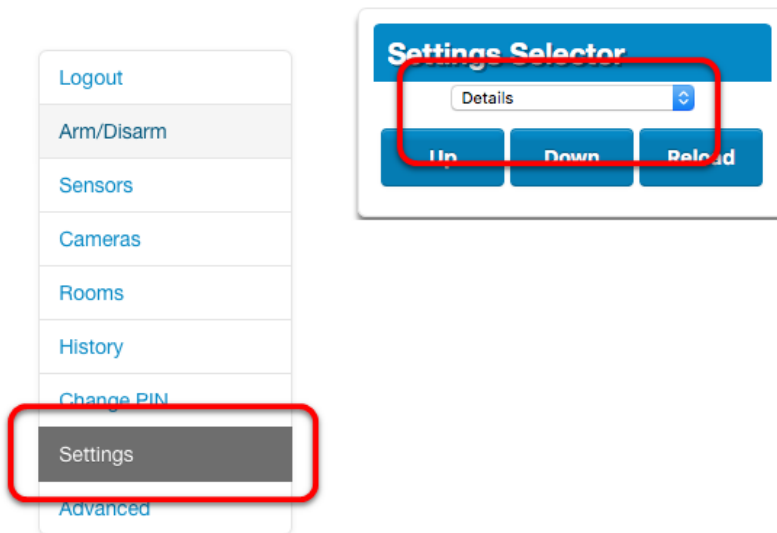 Logout
Arm/Disarm
Sensors
Cameras
Rooms
History
Change PIN
Settings
Advanced
Settings Selector
Details
Up Down Reload